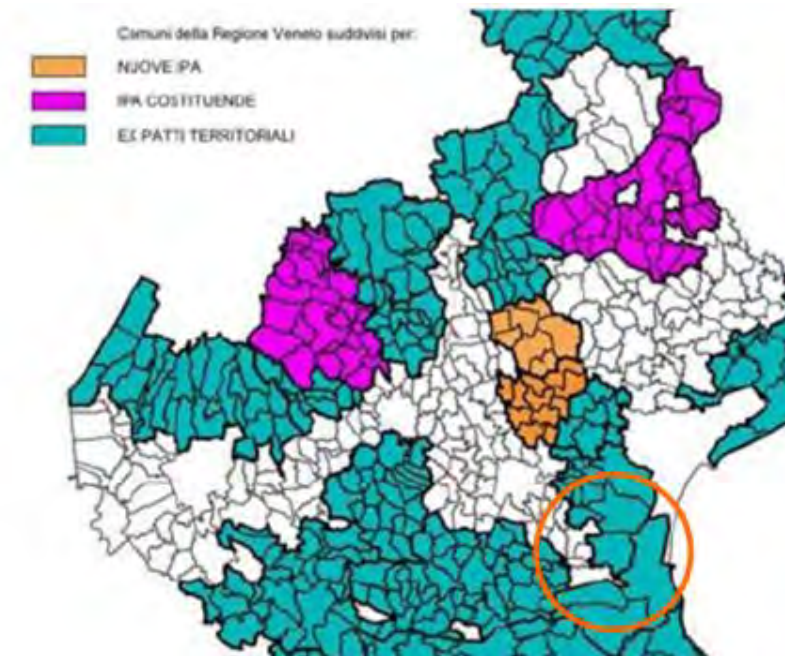 Comuni della Regione Veneto suddivisi per:
NUOVE IPA
IPA COSTITUENDE
EX PATTI TERRITORIALI